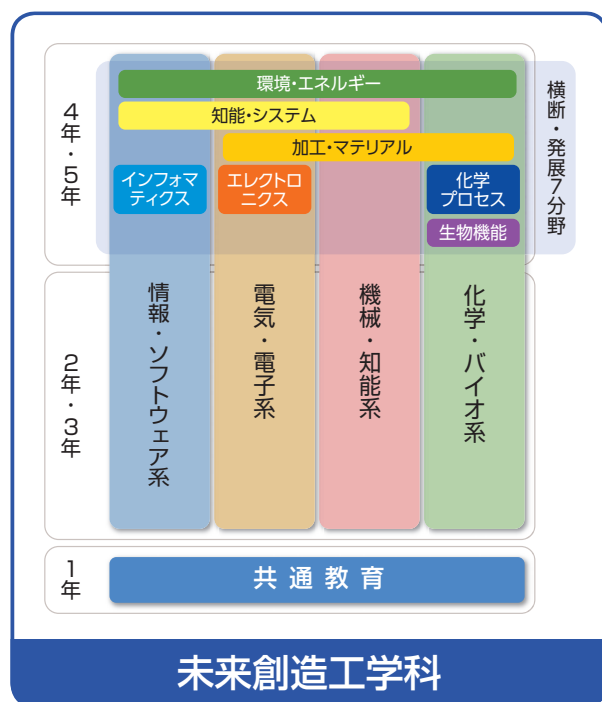 4年・5年
環境・エネルギー
知能・システム
加工・マテリアル
インフォマ
ティクス
エレクトロ
ニクス
化学
プロセス
生物機能
横断・発展7分野
2年・3年
情報・ソフトウェア系
電気・電子系
機械・知能系
化学・バイオ系
1年
共通教育
未来創造工学科